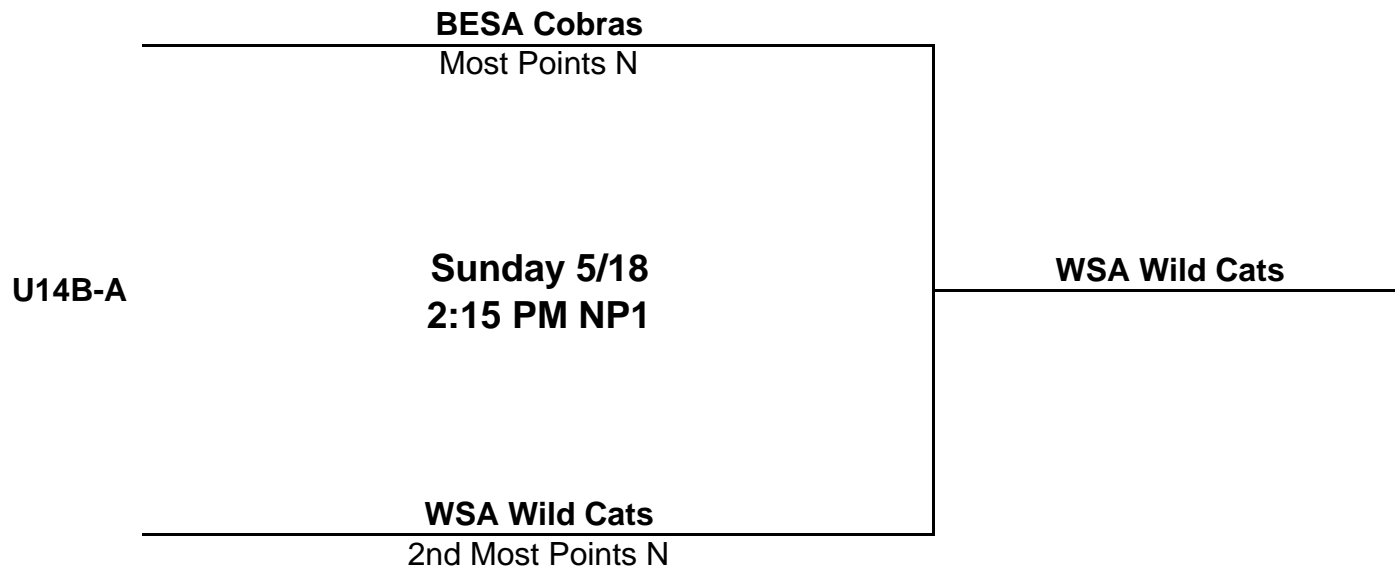 BESA Cobras
Most Points N
U14B-A
Sunday 5/18
2:15 PM NP1
WSA Wild Cats
WSA Wild Cats
2nd Most Points N